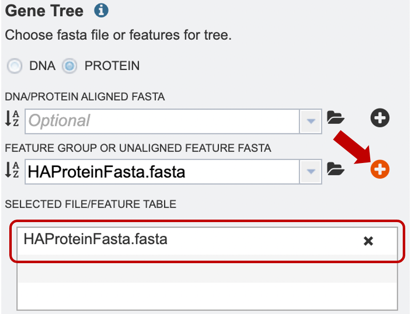 Gene Tree
Choose fasta file or features for tree.
DNA PROTEIN
DNA/PROTEIN ALIGNED FASTA
Optional
FEATURE GROUP OR UNALIGNED FEATURE FASTA
HAProteinFasta.fasta
SELECTED FILE/FEATURE TABLE
HAProteinFasta.fasta